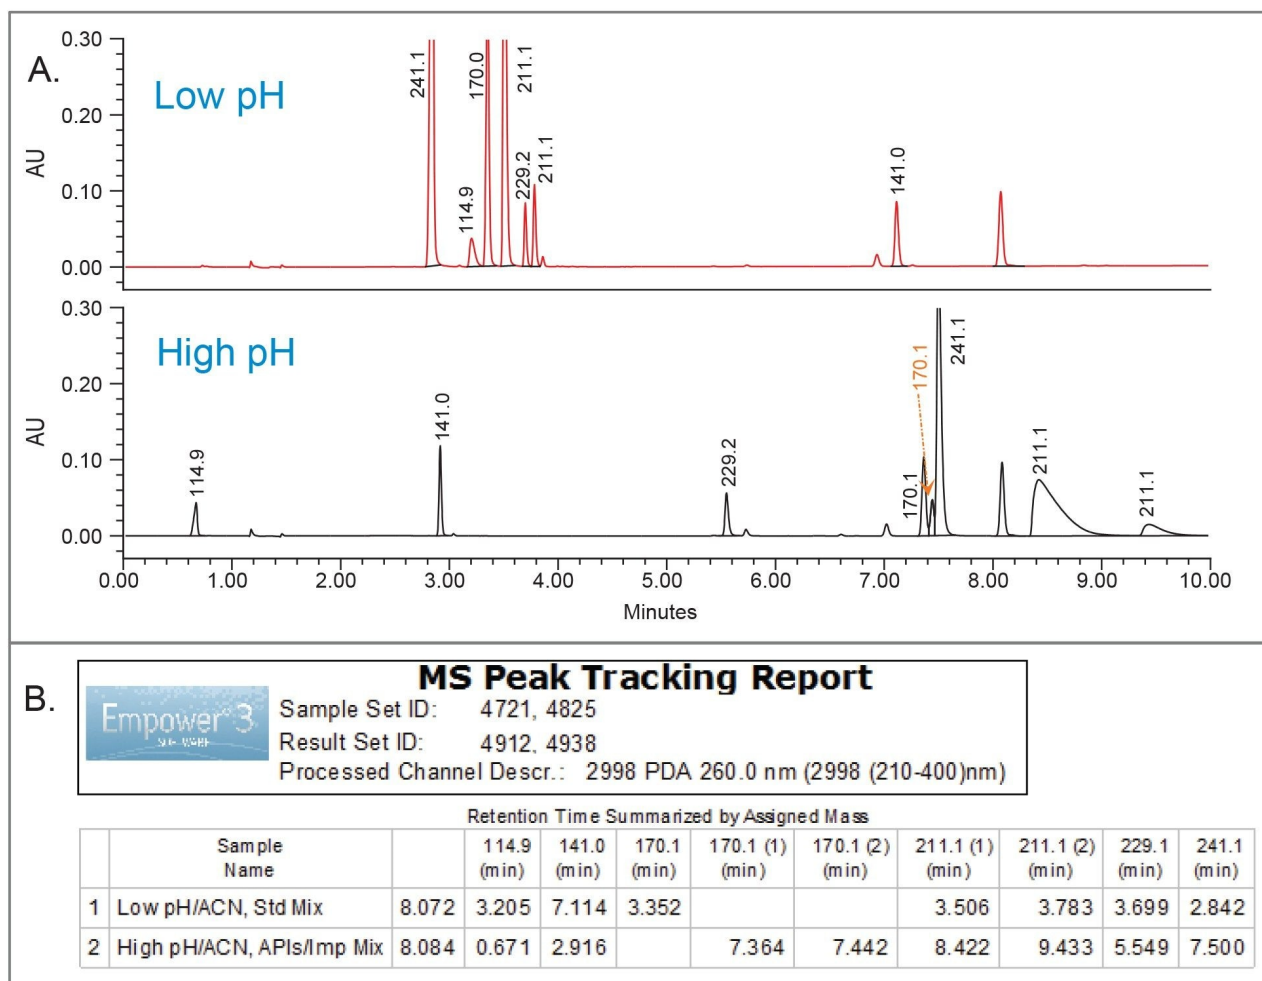 A.
Low pH
AU
0.30
0.20
0.10
0.00
241.1
114.9
170.0
211.1
229.2
211.1
141.0
High pH
AU
0.30
0.20
0.10
0.00
114.9
141.0
229.2
170.1
170.1
241.1
211.1
211.1
0.00 1.00 2.00 3.00 4.00 5.00 6.00 7.00 8.00 9.00 10.00
Minutes
B.
MS Peak Tracking Report
Empower 3
SOFTWARE
Sample Set ID: 4721, 4825
Result Set ID: 4912, 4938
Processed Channel Descr.: 2998 PDA 260.0 nm (2998 (210-400)nm)
Retention Time Summarized by Assigned Mass
Sample Name 114.9 (min) 141.0 (min) 170.1 (min) 170.1 (1) (min) 170.1 (2) (min) 211.1 (1) (min) 211.1 (2) (min) 229.1 (min) 241.1 (min)
1 Low pH/ACN, Std Mix 8.072 3.205 7.114 3.352 3.506 3.783 3.699 2.842
2 High pH/ACN, APIs/Imp Mix 8.084 0.671 2.916 7.364 7.442 8.422 9.433 5.549 7.500